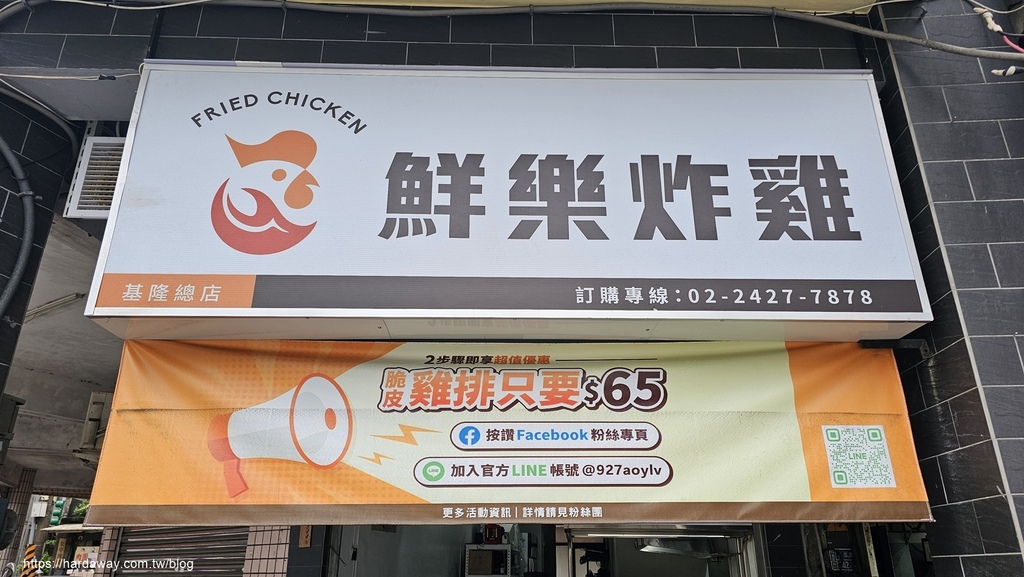 FRIED CHICKEN
鮮樂炸雞
基隆總店
訂購專線：02-2427-7878
2步驟即享超值優惠
脆皮雞排只要$65
按讚Facebook粉絲專頁
加入官方LINE帳號@927aoylv
LINE
更多活動資訊｜詳情請見粉絲團
https://hardaway.com.tw/blog